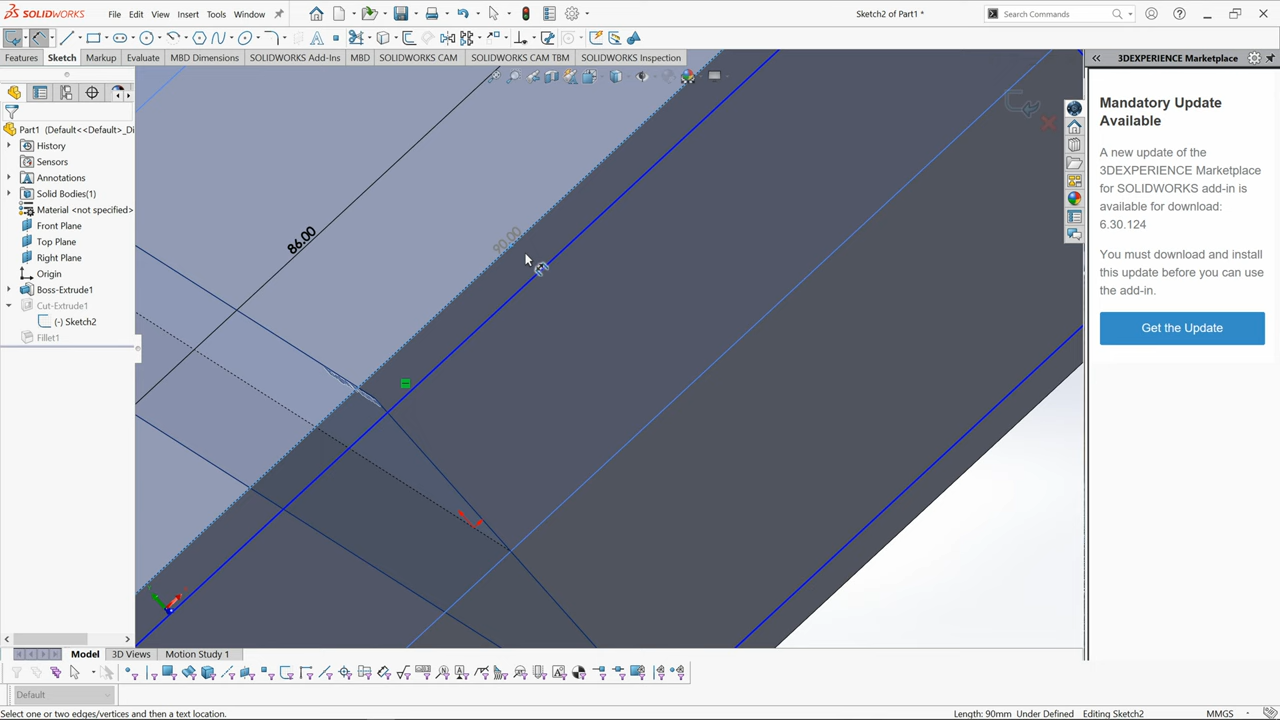 SOLIDWORKS File Edit View Insert Tools Window Sketch2 of Part1 * Search Commands
Features Sketch Markup Evaluate MBD Dimensions SOLIDWORKS Add-Ins MBD SOLIDWORKS CAM SOLIDWORKS CAM TBM SOLIDWORKS Inspection
3DEXPERIENCE Marketplace
Mandatory Update
Available
A new update of the
3DEXPERIENCE Marketplace
for SOLIDWORKS add-in is
available for download:
6.30.124
You must download and install
this update before you can use
the add-in.
Get the Update
Part1 (Default<<Default>_Di
History
Sensors
Annotations
Solid Bodies(1)
Material <not specified>
Front Plane
Top Plane
Right Plane
Origin
Boss-Extrude1
Cut-Extrude1
(-) Sketch2
Fillet1
86.00
90.00
Model 3D Views Motion Study 1
Default
Select one or two edges/vertices and then a text location. Length: 90mm Under Defined Editing Sketch2 MMGS